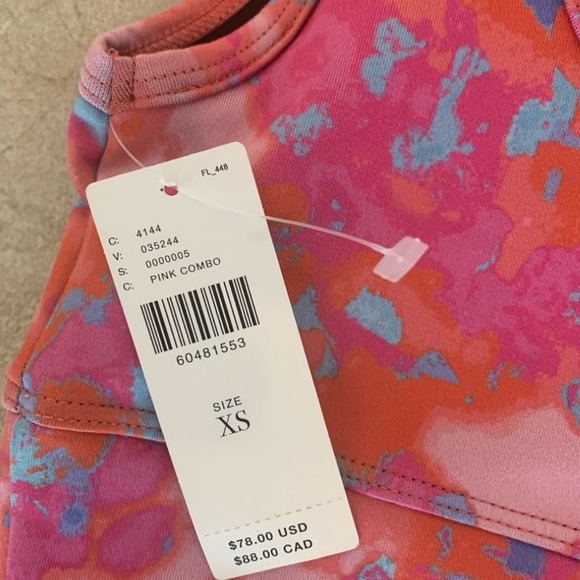 FL_448
C: 4144
V: 035244
S: 0000005
C: PINK COMBO
60481553
SIZE
XS
$78.00 USD
$88.00 CAD